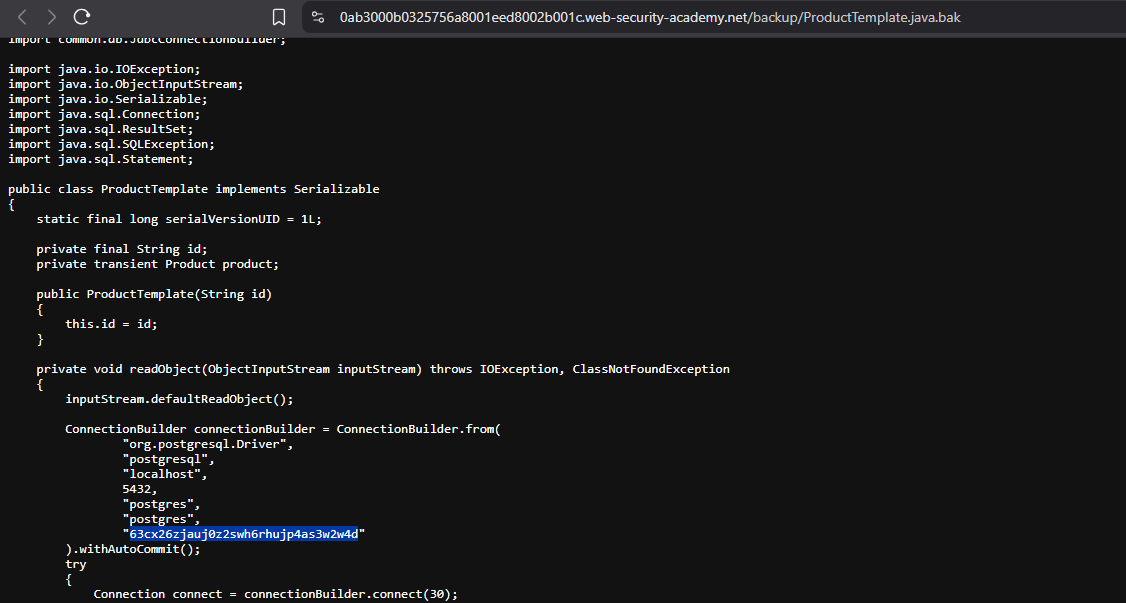 0ab3000b0325756a8001eed8002b001c.web-security-academy.net/backup/ProductTemplate.java.bak
import common.db.JdbcConnectionBuilder;
import java.io.IOException;
import java.io.ObjectInputStream;
import java.io.Serializable;
import java.sql.Connection;
import java.sql.ResultSet;
import java.sql.SQLException;
import java.sql.Statement;
public class ProductTemplate implements Serializable
{
static final long serialVersionUID = 1L;
private final String id;
private transient Product product;
public ProductTemplate(String id)
{
this.id = id;
}
private void readObject(ObjectInputStream inputStream) throws IOException, ClassNotFoundException
{
inputStream.defaultReadObject();
ConnectionBuilder connectionBuilder = ConnectionBuilder.from(
"org.postgresql.Driver",
"postgresql",
"localhost",
5432,
"postgres",
"postgres",
"63cx26zjauj0z2swh6rhujp4as3w2w4d"
).withAutoCommit();
try
{
Connection connect = connectionBuilder.connect(30);